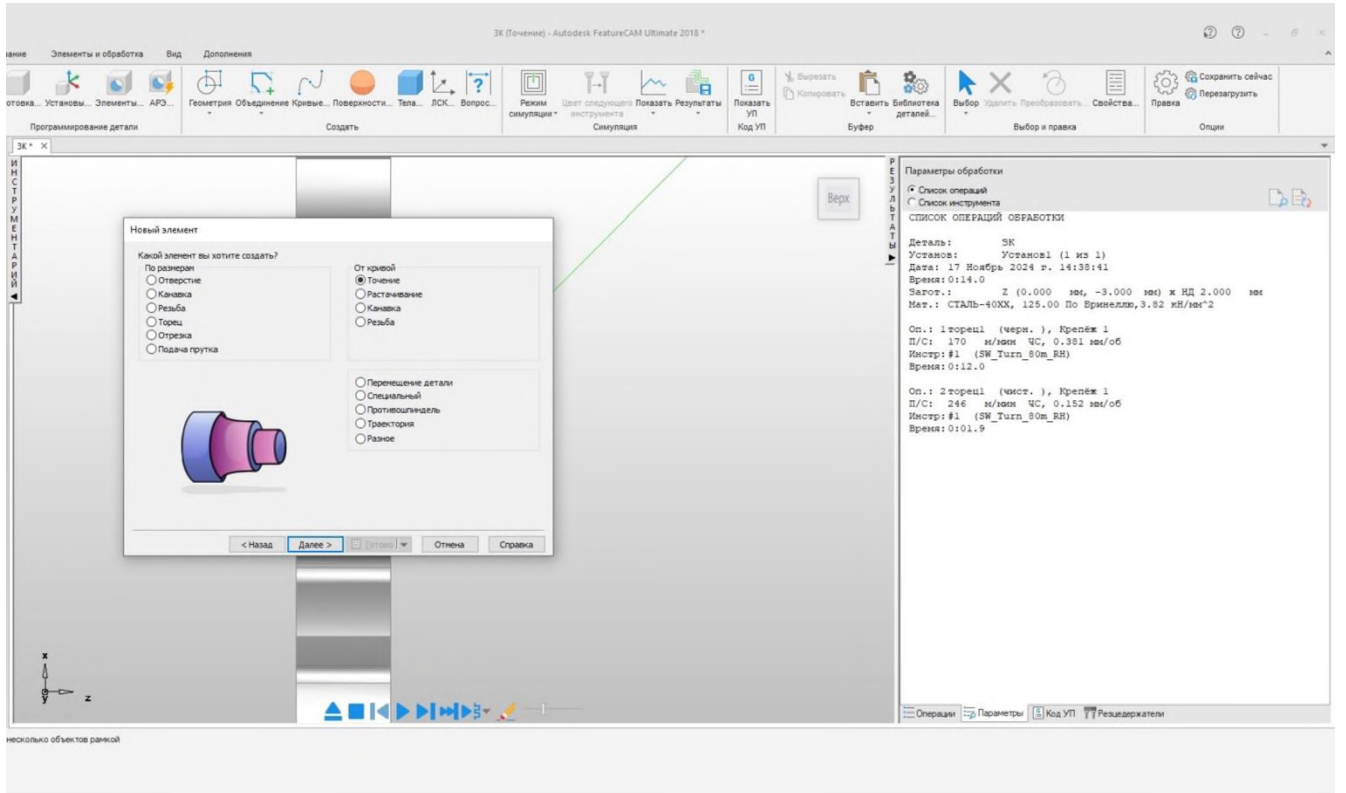 ЗК (Точение) - Autodesk FeatureCAM Ultimate 2018 *
Элементы и обработка Вид Дополнения
Установы... Элементы... АРЭ...
Геометрия Объединение Кривые... Поверхности... Тела... ЛСК... Вопрос...
Режим симуляции
Цвет следующего инструмента
Показать Результаты
Показать УП
Вырезать
Копировать
Вставить Библиотека деталей...
Выбор Удалить Преобразовать... Свойства...
Правка
Сохранить сейчас
Перезагрузить
Программирование детали Создать Симуляция Код УП Буфер Выбор и правка Опции
ЗК *
ИНСТРУМЕНТАРИЙ
Верх
Новый элемент
Какой элемент вы хотите создать?
По размерам
Отверстие
Канавка
Резьба
Торец
Отрезка
Подача прутка
От кривой
Точение
Растачивание
Канавка
Резьба
Перемещение детали
Специальный
Противошпиндель
Траектория
Разное
< Назад Далее > Готово Отмена Справка
x
y z
РЕЗУЛЬТАТЫ
Параметры обработки
Список операций
Список инструмента
СПИСОК ОПЕРАЦИЙ ОБРАБОТКИ
Деталь: ЗК
Установ: Установ1 (1 из 1)
Дата: 17 Ноябрь 2024 г. 14:38:41
Время:0:14.0
Загот.: Z (0.000 мм, -3.000 мм) x НД 2.000 мм
Мат.: СТАЛЬ-40ХХ, 125.00 По Бринеллю,3.82 кН/мм^2
Оп.: 1торец1 (черн. ), Крепёж 1
П/С: 170 м/мин ЧС, 0.381 мм/об
Инстр:#1 (SW_Turn_80m_RH)
Время:0:12.0
Оп.: 2торец1 (чист. ), Крепёж 1
П/С: 246 м/мин ЧС, 0.152 мм/об
Инстр:#1 (SW_Turn_80m_RH)
Время:0:01.9
Операции Параметры Код УП Резцедержатели
несколько объектов рамкой